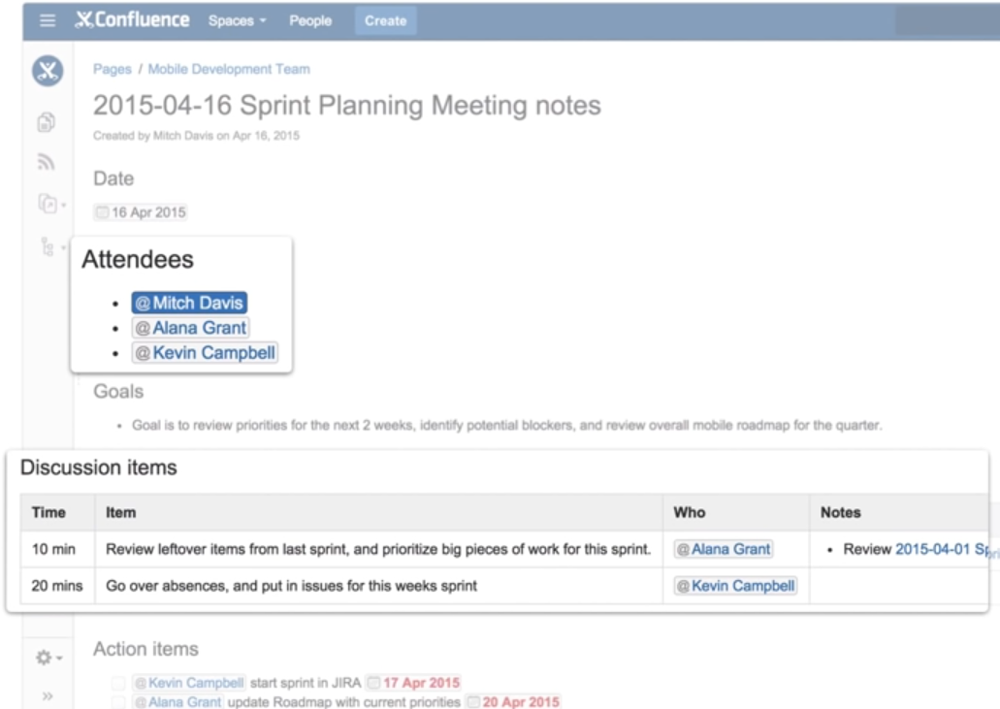 Confluence Spaces People Create
Pages / Mobile Development Team
2015-04-16 Sprint Planning Meeting notes
Created by Mitch Davis on Apr 16, 2015
Date
16 Apr 2015
Attendees
• @Mitch Davis
• @Alana Grant
• @Kevin Campbell
Goals
• Goal is to review priorities for the next 2 weeks, identify potential blockers, and review overall mobile roadmap for the quarter.
Discussion items
Time Item Who Notes
10 min Review leftover items from last sprint, and prioritize big pieces of work for this sprint. @Alana Grant • Review 2015-04-01 Spri
20 mins Go over absences, and put in issues for this weeks sprint @Kevin Campbell
Action items
@Kevin Campbell start sprint in JIRA 17 Apr 2015
@Alana Grant update Roadmap with current priorities 20 Apr 2015